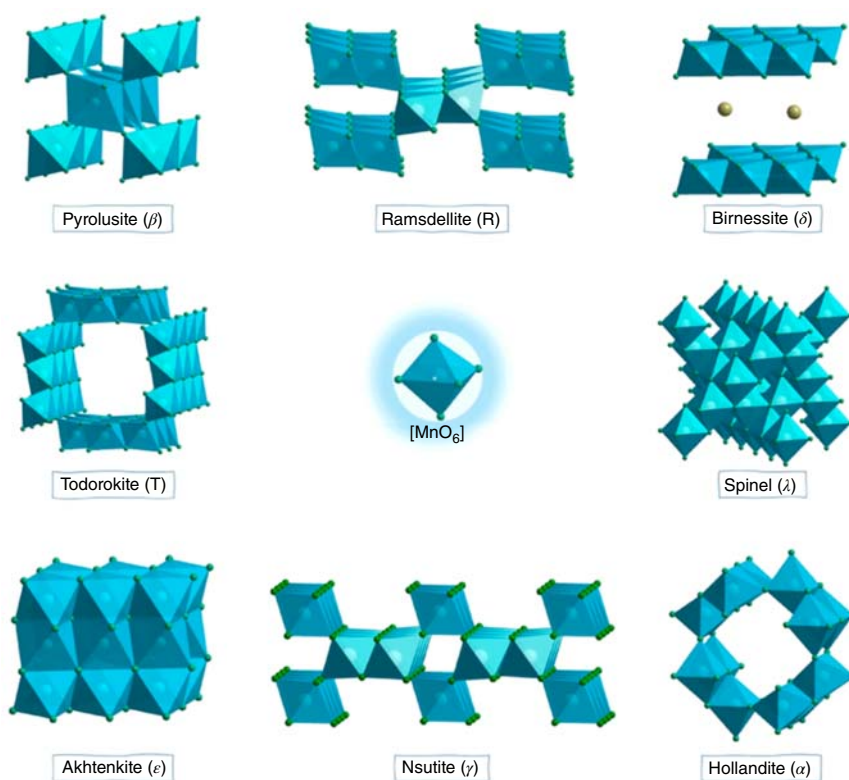 Pyrolusite (β)
Ramsdellite (R)
Birnessite (δ)
Todorokite (T)
[MnO₆]
Spinel (λ)
Akhtenkite (ε)
Nsutite (γ)
Hollandite (α)